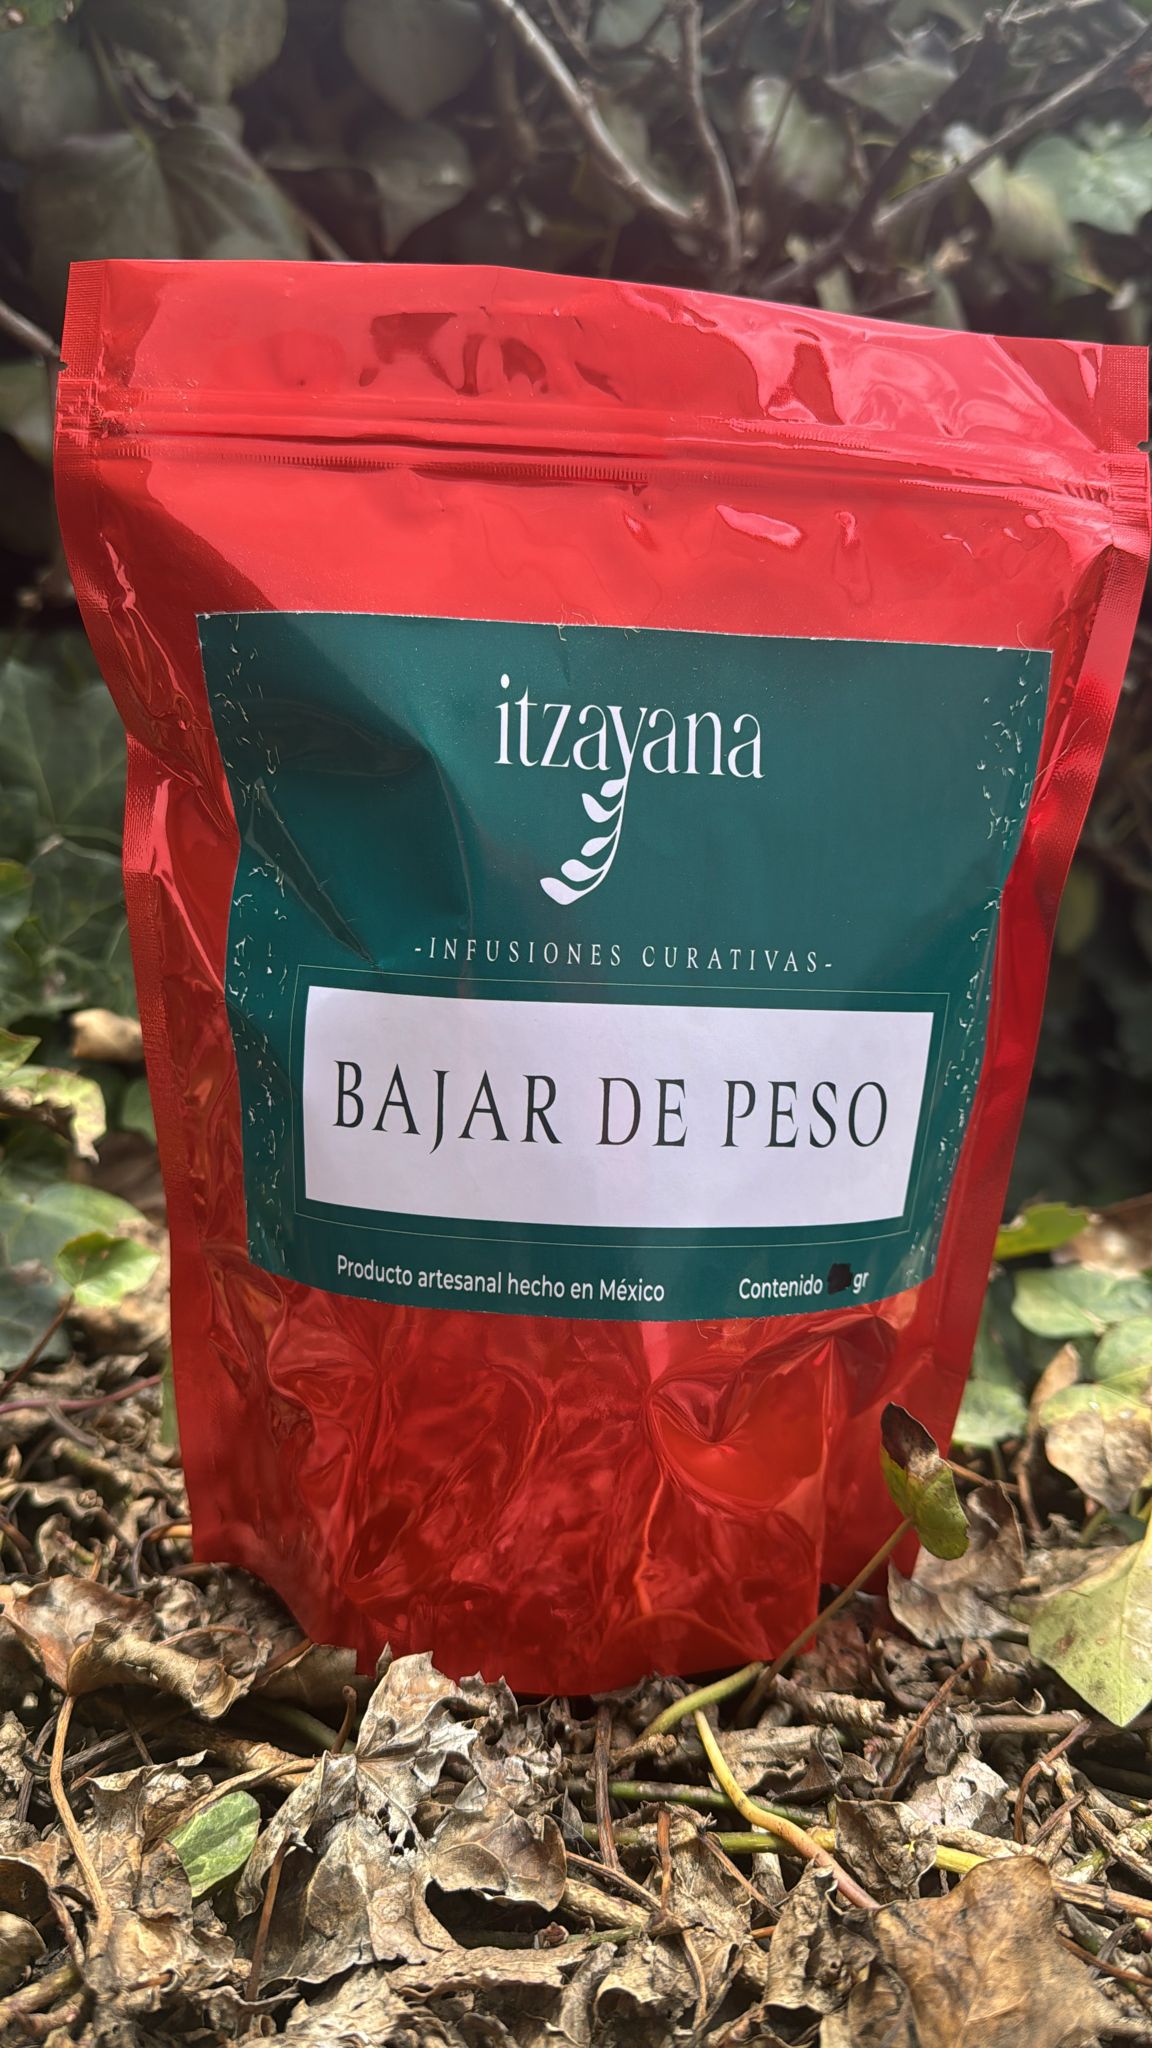 itzayana
-INFUSIONES CURATIVAS-
BAJAR DE PESO
Producto artesanal hecho en México
Contenido gr